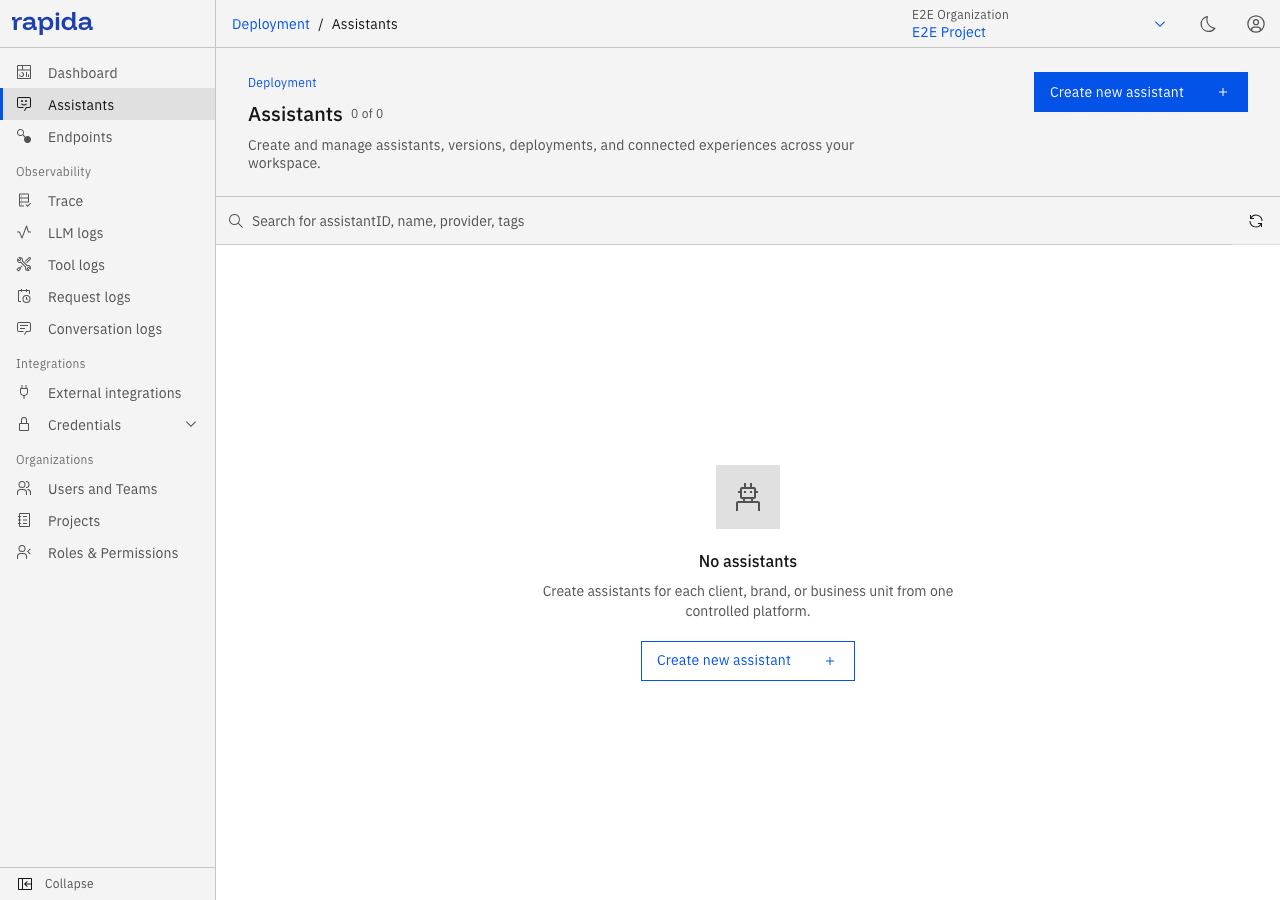 rapida
Deployment / Assistants
E2E Organization
E2E Project
Dashboard
Assistants
Endpoints
Observability
Trace
LLM logs
Tool logs
Request logs
Conversation logs
Integrations
External integrations
Credentials
Organizations
Users and Teams
Projects
Roles & Permissions
Collapse
Deployment
Assistants 0 of 0
Create and manage assistants, versions, deployments, and connected experiences across your
workspace.
Create new assistant +
Search for assistantID, name, provider, tags
No assistants
Create assistants for each client, brand, or business unit from one
controlled platform.
Create new assistant +